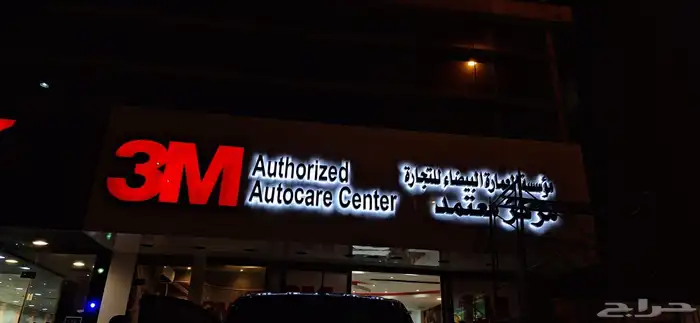 3M
Authorized
Autocare Center
مؤسسة العمارة البيضاء للتجارة
مركز معتمد
حراج